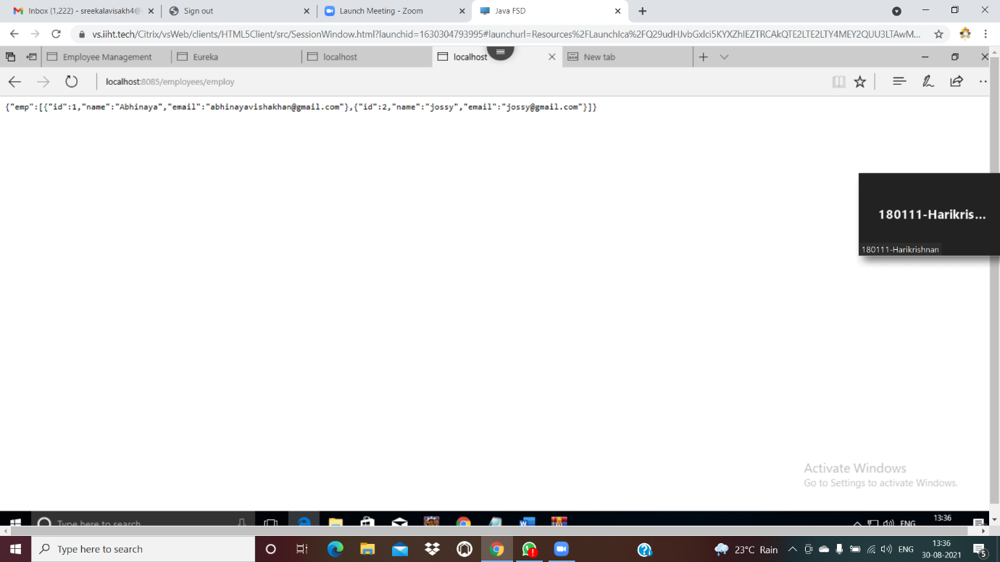 Inbox (1,222) - sreekalavisakh4@
Sign out
Launch Meeting - Zoom
Java FSD
vs.iiht.tech/Citrix/vsWeb/clients/HTML5Client/src/SessionWindow.html?launchid=1630304793995#launchurl=Resources%2FLaunchIca%2FQ29udHJvbGxlci5KYXZhIEZTRCAkQTE2LTE2LTY4MEY2QUU3LTAwM...
Employee Management
Eureka
localhost
localhost
New tab
localhost:8085/employees/employ
{"emp":[{"id":1,"name":"Abhinaya","email":"abhinayavishakhan@gmail.com"},{"id":2,"name":"jossy","email":"jossy@gmail.com"}]}
180111-Harikris...
180111-Harikrishnan
Activate Windows
Go to Settings to activate Windows.
Type here to search
ENG
13:36
Type here to search
23°C Rain
ENG
13:36
30-08-2021
5